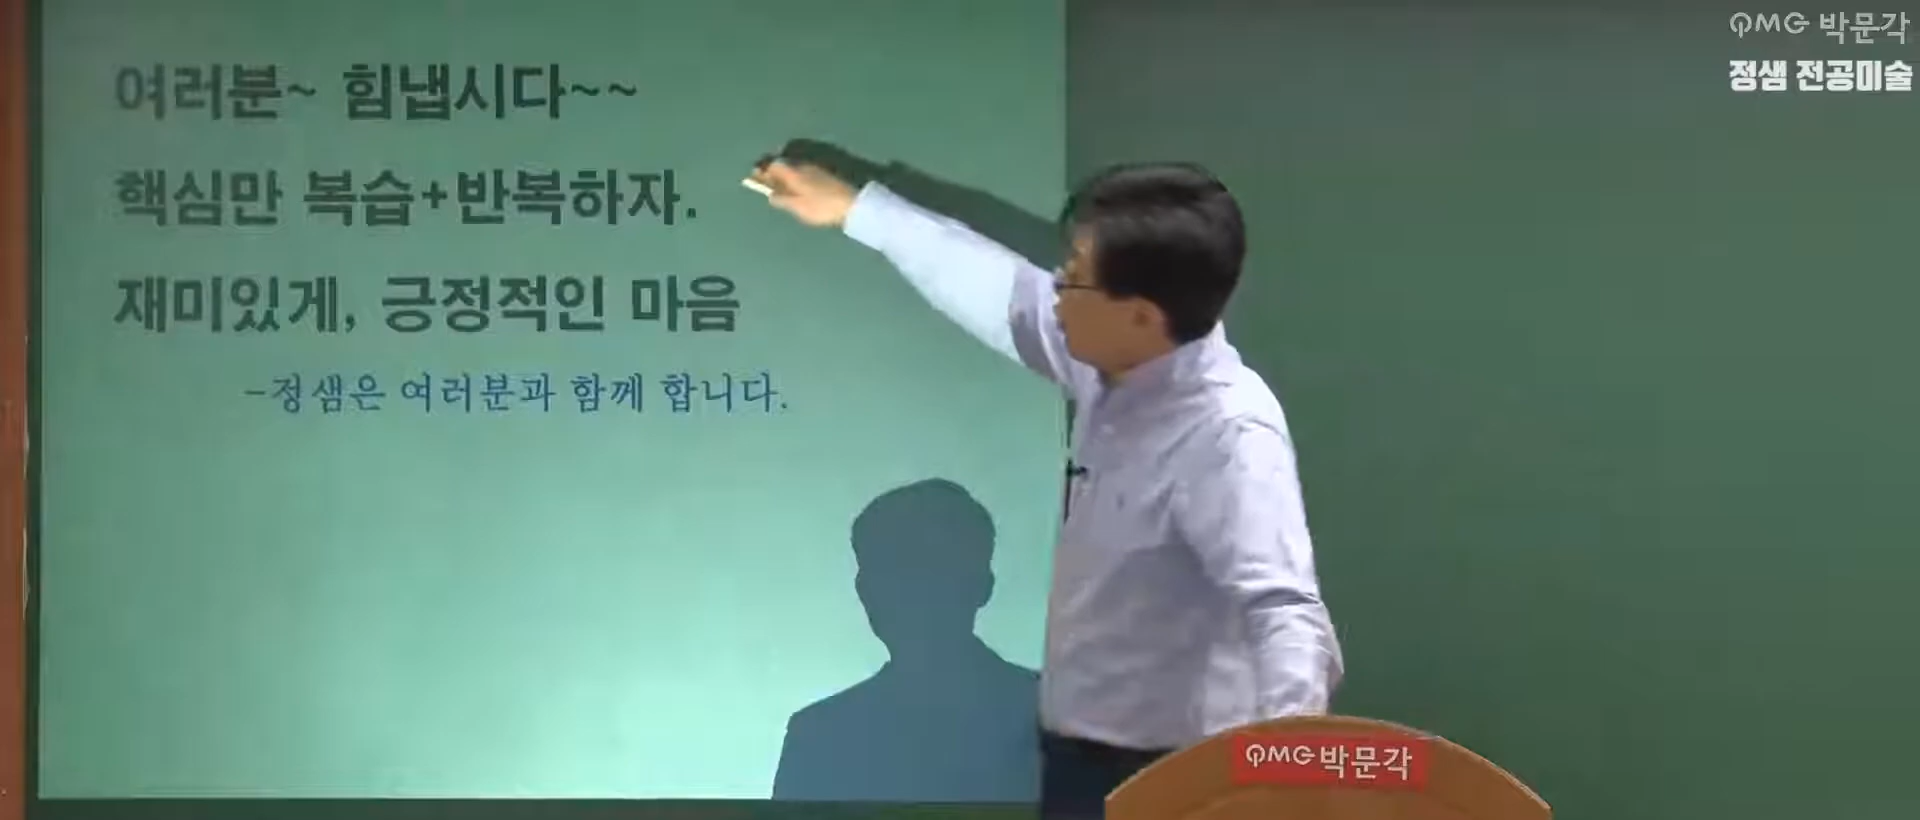 여러분~ 힘냅시다~~
핵심만 복습+반복하자.
재미있게, 긍정적인 마음
-정샘은 여러분과 함께 합니다.
PMG 박문각
정샘 전공미술
PMG 박문각